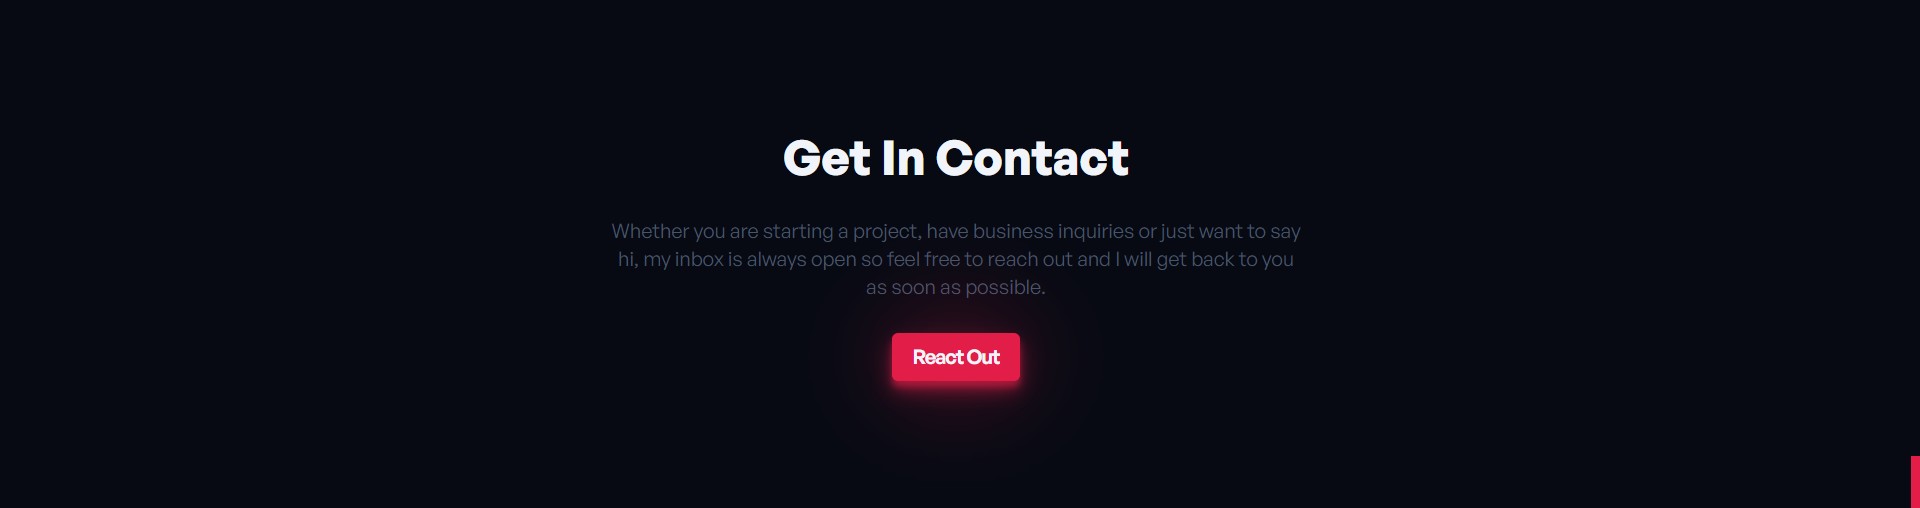 Get In Contact
Whether you are starting a project, have business inquiries or just want to say
hi, my inbox is always open so feel free to reach out and I will get back to you
as soon as possible.
React Out